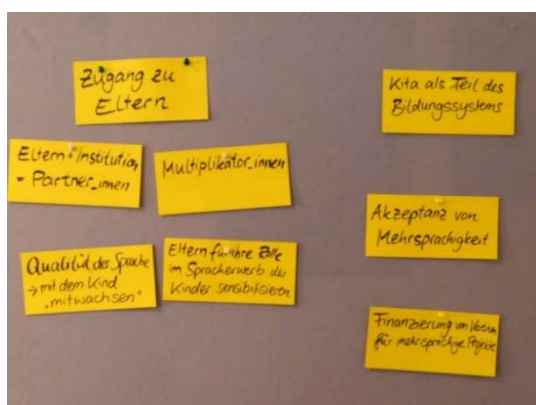 Zugang zu
Eltern
Eltern + Institution
= Partner_innen
Multiplikator_innen
Qualität der Sprache
→ mit dem Kind
"mitwachsen"
Eltern für ihre Rolle
im Spracherwerb der
Kinder sensibilisieren
Kita als Teil des
Bildungssystems
Akzeptanz von
Mehrsprachigkeit
Finanzierung von
für mehrsprachige Projekte